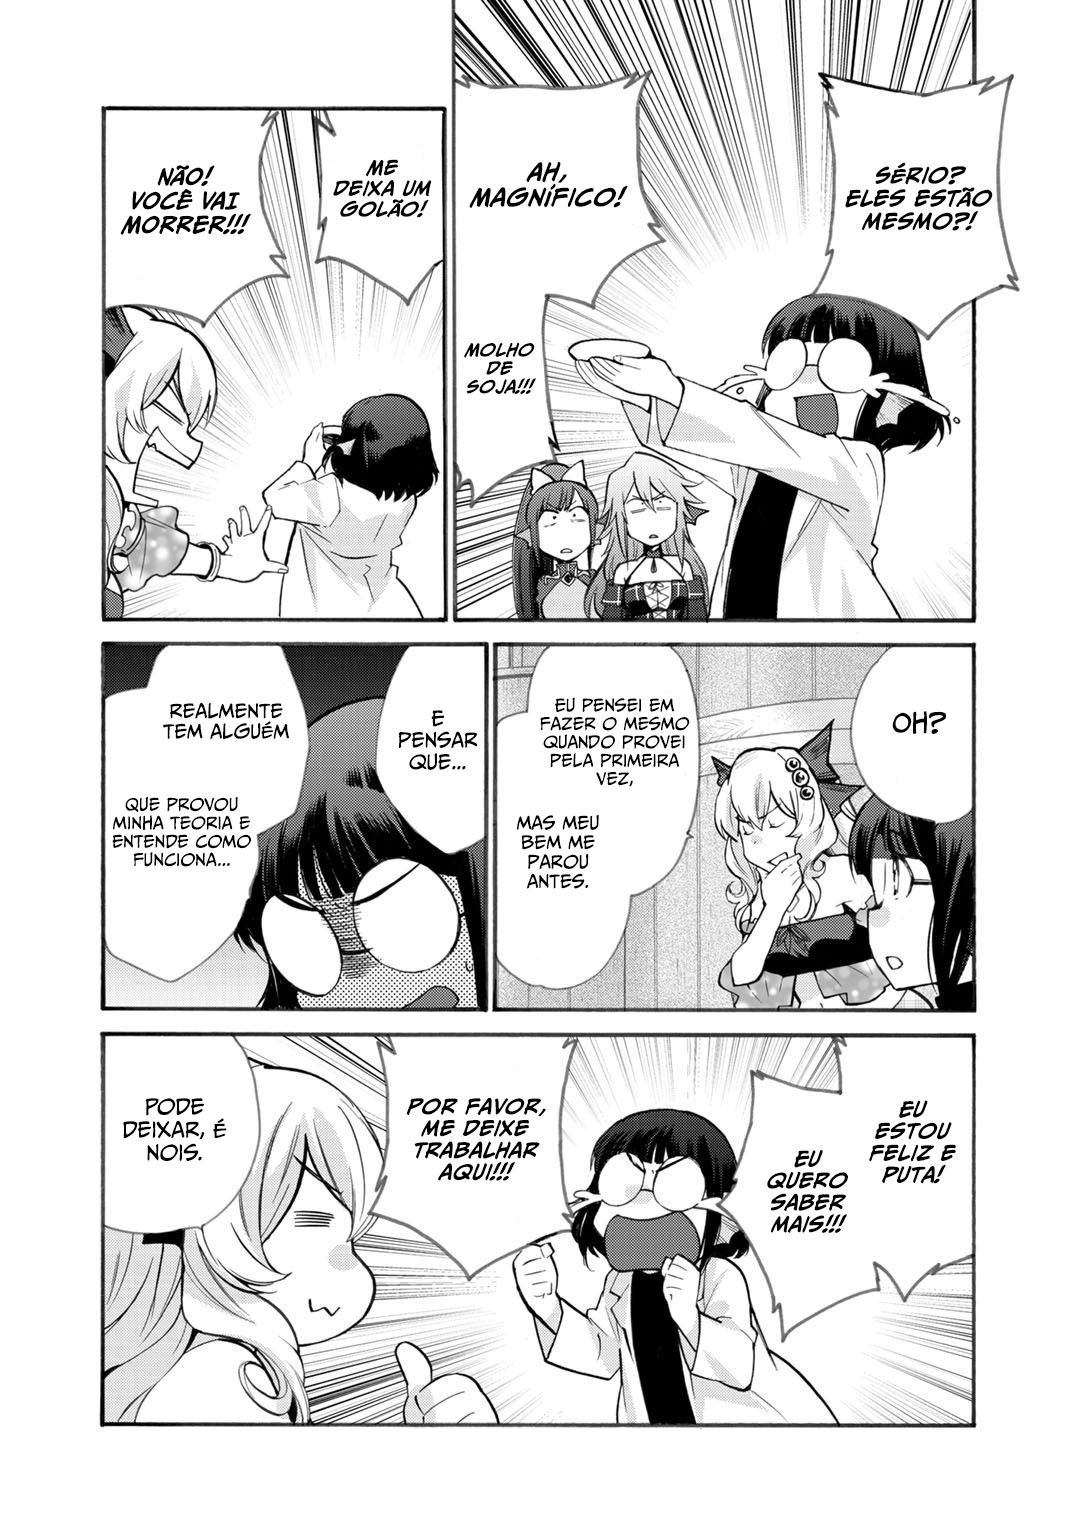 SÉRIO?
ELES ESTÃO
MESMO?!
AH,
MAGNÍFICO!
MOLHO
DE
SOJA!!!
ME
DEIXA UM
GOLÃO!
NÃO!
VOCÊ VAI
MORRER!!!
OH?
EU PENSEI EM
FAZER O MESMO
QUANDO PROVEI
PELA PRIMEIRA
VEZ,
MAS MEU
BEM ME
PAROU
ANTES.
E
PENSAR
QUE...
REALMENTE
TEM ALGUÉM
QUE PROVOU
MINHA TEORIA E
ENTENDE COMO
FUNCIONA...
EU
ESTOU
FELIZ E
PUTA!
EU
QUERO
SABER
MAIS!!!
POR FAVOR,
ME DEIXE
TRABALHAR
AQUI!!!
PODE
DEIXAR, É
NOIS.